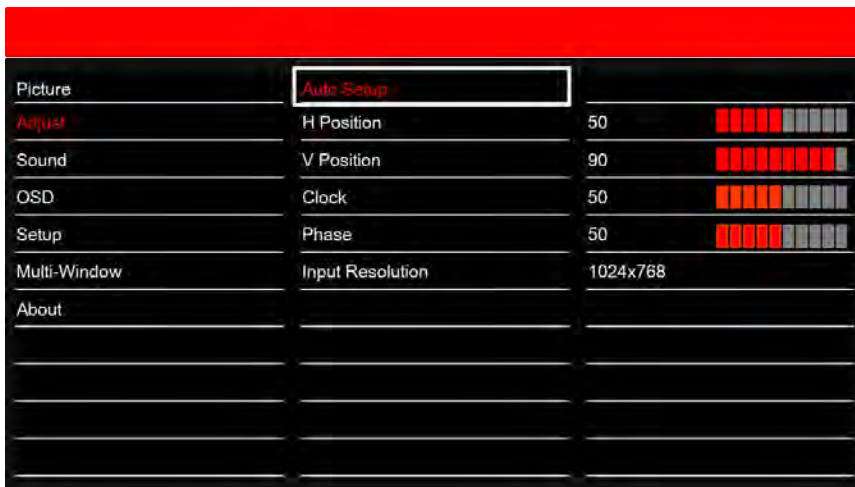 Picture Auto Setup
Adjust H Position 50
Sound V Position 90
OSD Clock 50
Setup Phase 50
Multi-Window Input Resolution 1024x768
About